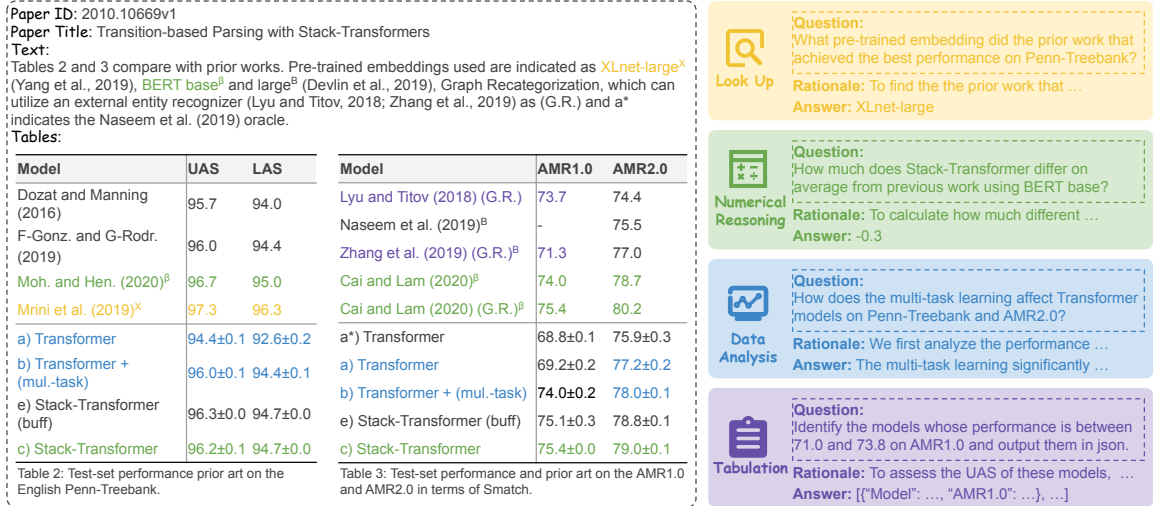 Paper ID: 2010.10669v1
Paper Title: Transition-based Parsing with Stack-Transformers
Text:
Tables 2 and 3 compare with prior works. Pre-trained embeddings used are indicated as XLnet-large^X
(Yang et al., 2019), BERT base^β and large^B (Devlin et al., 2019), Graph Recategorization, which can
utilize an external entity recognizer (Lyu and Titov, 2018; Zhang et al., 2019) as (G.R.) and a*
indicates the Naseem et al. (2019) oracle.
Tables:
Model UAS LAS
Dozat and Manning
(2016) 95.7 94.0
F-Gonz. and G-Rodr.
(2019) 96.0 94.4
Moh. and Hen. (2020)^β 96.7 95.0
Mrini et al. (2019)^X 97.3 96.3
a) Transformer 94.4±0.1 92.6±0.2
b) Transformer +
(mul.-task) 96.0±0.1 94.4±0.1
e) Stack-Transformer
(buff) 96.3±0.0 94.7±0.0
c) Stack-Transformer 96.2±0.1 94.7±0.0
Table 2: Test-set performance prior art on the
English Penn-Treebank.
Model AMR1.0 AMR2.0
Lyu and Titov (2018) (G.R.) 73.7 74.4
Naseem et al. (2019)^B - 75.5
Zhang et al. (2019) (G.R.)^B 71.3 77.0
Cai and Lam (2020)^β 74.0 78.7
Cai and Lam (2020) (G.R.)^β 75.4 80.2
a*) Transformer 68.8±0.1 75.9±0.3
a) Transformer 69.2±0.2 77.2±0.2
b) Transformer + (mul.-task) 74.0±0.2 78.0±0.1
e) Stack-Transformer (buff) 75.1±0.3 78.8±0.1
c) Stack-Transformer 75.4±0.0 79.0±0.1
Table 3: Test-set performance and prior art on the AMR1.0
and AMR2.0 in terms of Smatch.
Look Up
Question:
What pre-trained embedding did the prior work that
achieved the best performance on Penn-Treebank?
Rationale: To find the the prior work that …
Answer: XLnet-large
Numerical
Reasoning
Question:
How much does Stack-Transformer differ on
average from previous work using BERT base?
Rationale: To calculate how much different …
Answer: -0.3
Data
Analysis
Question:
How does the multi-task learning affect Transformer
models on Penn-Treebank and AMR2.0?
Rationale: We first analyze the performance …
Answer: The multi-task learning significantly …
Tabulation
Question:
Identify the models whose performance is between
71.0 and 73.8 on AMR1.0 and output them in json.
Rationale: To assess the UAS of these models, …
Answer: [{“Model”: …, “AMR1.0”: …}, …]